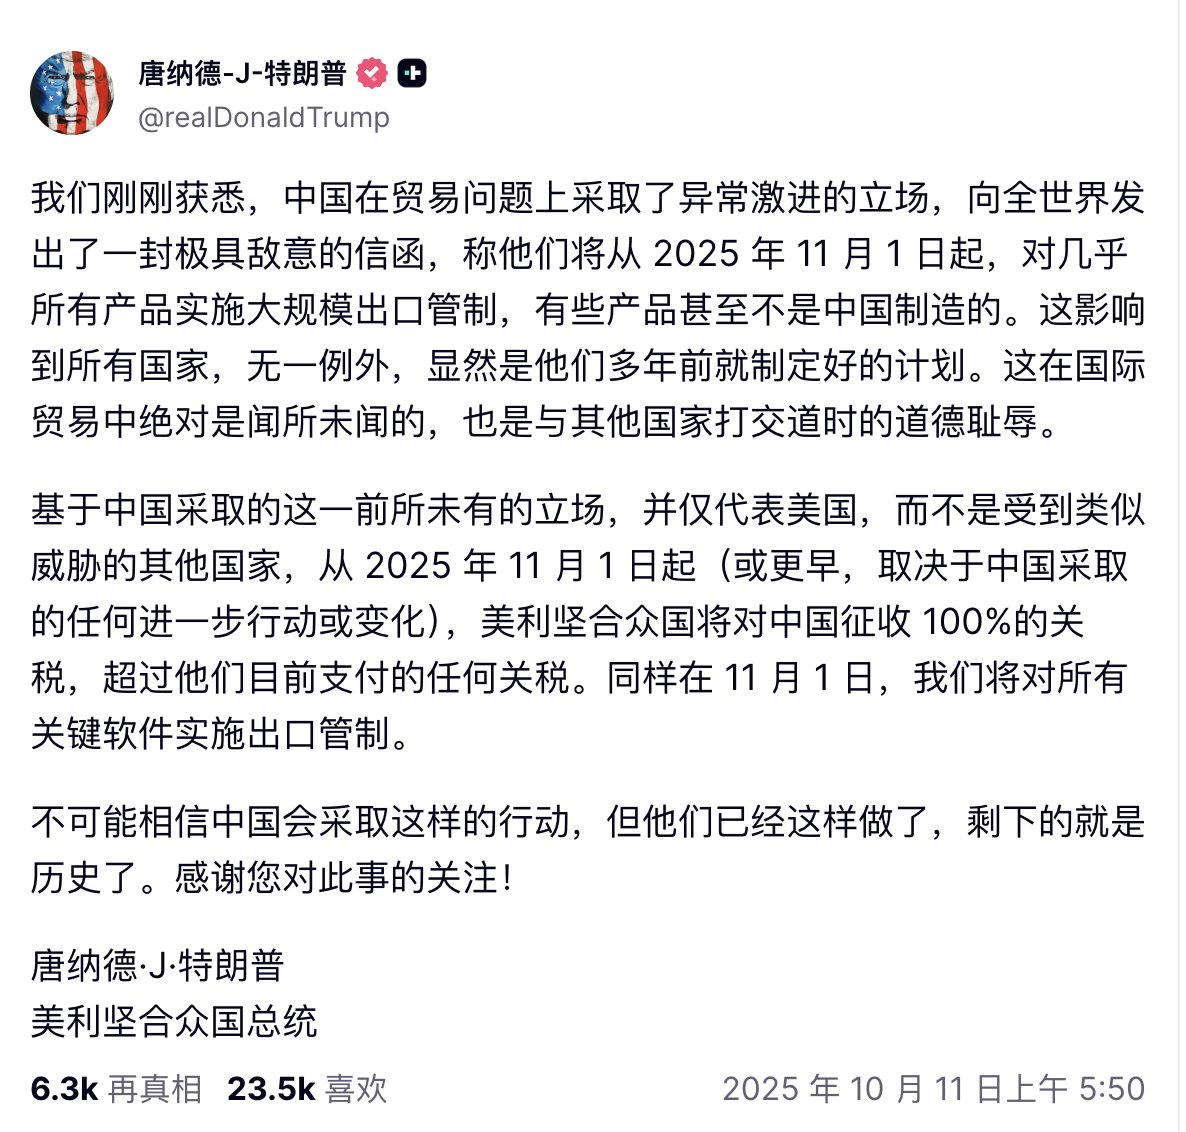 唐纳德-J-特朗普
@realDonaldTrump
我们刚刚获悉，中国在贸易问题上采取了异常激进的立场，向全世界发
出了一封极具敌意的信函，称他们将从 2025 年 11 月 1 日起，对几乎
所有产品实施大规模出口管制，有些产品甚至不是中国制造的。这影响
到所有国家，无一例外，显然是他们多年前就制定好的计划。这在国际
贸易中绝对是闻所未闻的，也是与其他国家打交道时的道德耻辱。
基于中国采取的这一前所未有的立场，并仅代表美国，而不是受到类似
威胁的其他国家，从 2025 年 11 月 1 日起（或更早，取决于中国采取
的任何进一步行动或变化），美利坚合众国将对中国征收 100%的关
税，超过他们目前支付的任何关税。同样在 11 月 1 日，我们将对所有
关键软件实施出口管制。
不可能相信中国会采取这样的行动，但他们已经这样做了，剩下的就是
历史了。感谢您对此事的关注！
唐纳德·J·特朗普
美利坚合众国总统
6.3k 再真相 23.5k 喜欢 2025 年 10 月 11 日上午 5:50